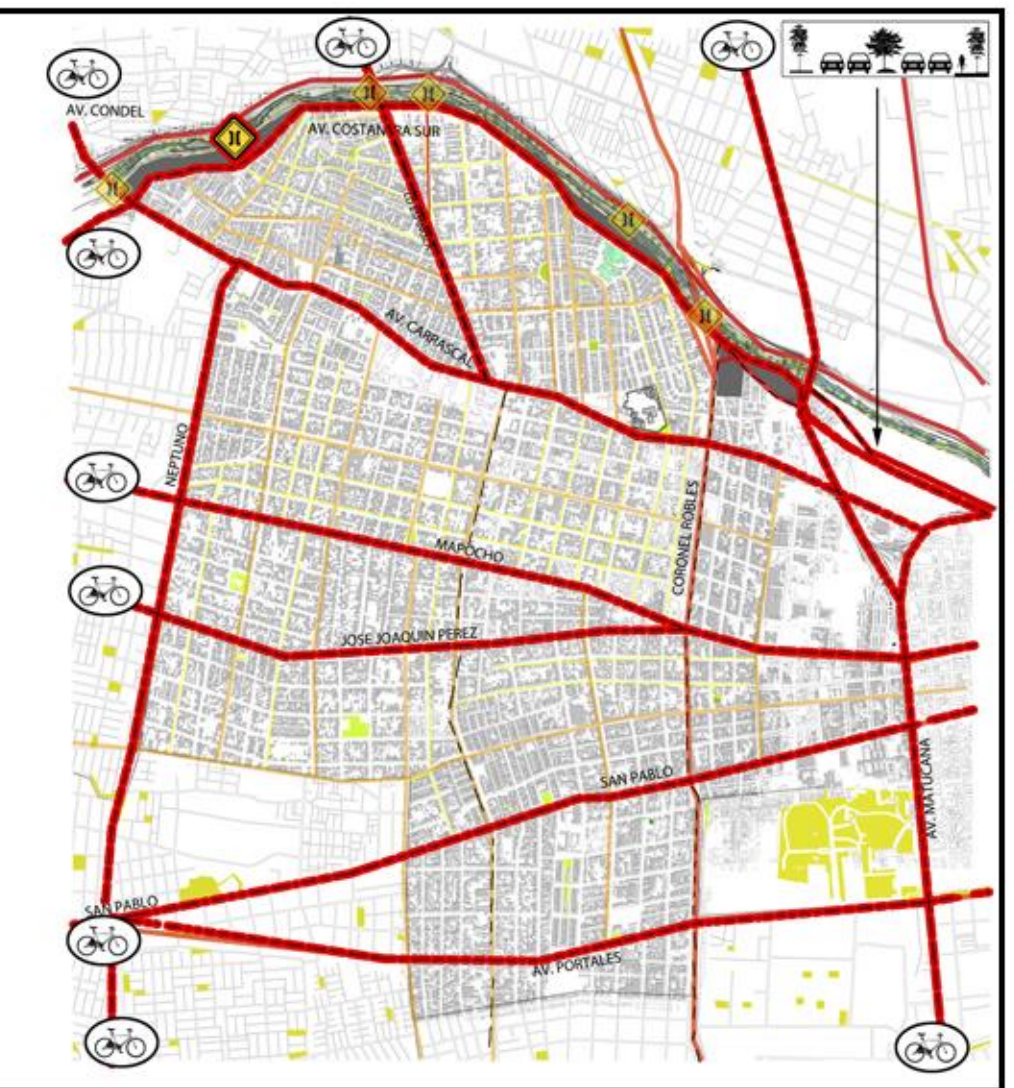 AV. CONDEL
AV. COSTANERA SUR
AV. CARRASCAL
NEPTUNO
CORONEL ROBLES
MAPOCHO
JOSE JOAQUIN PEREZ
SAN PABLO
AV. MATUCANA
SAN PABLO
AV. PORTALES